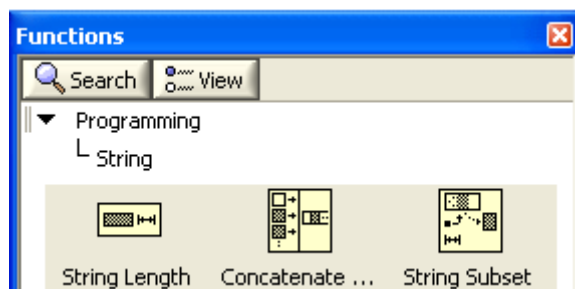 Functions
Search View
Programming
String
String Length Concatenate ... String Subset